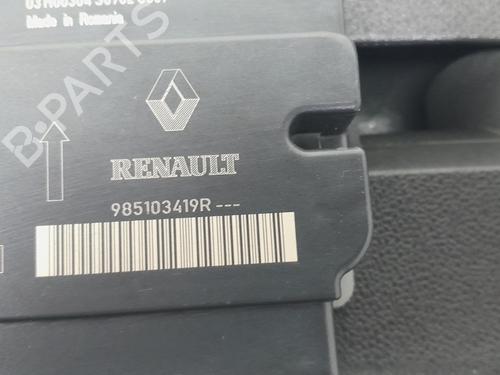 Made in Romania
B-PARTS
RENAULT
985103419R ---